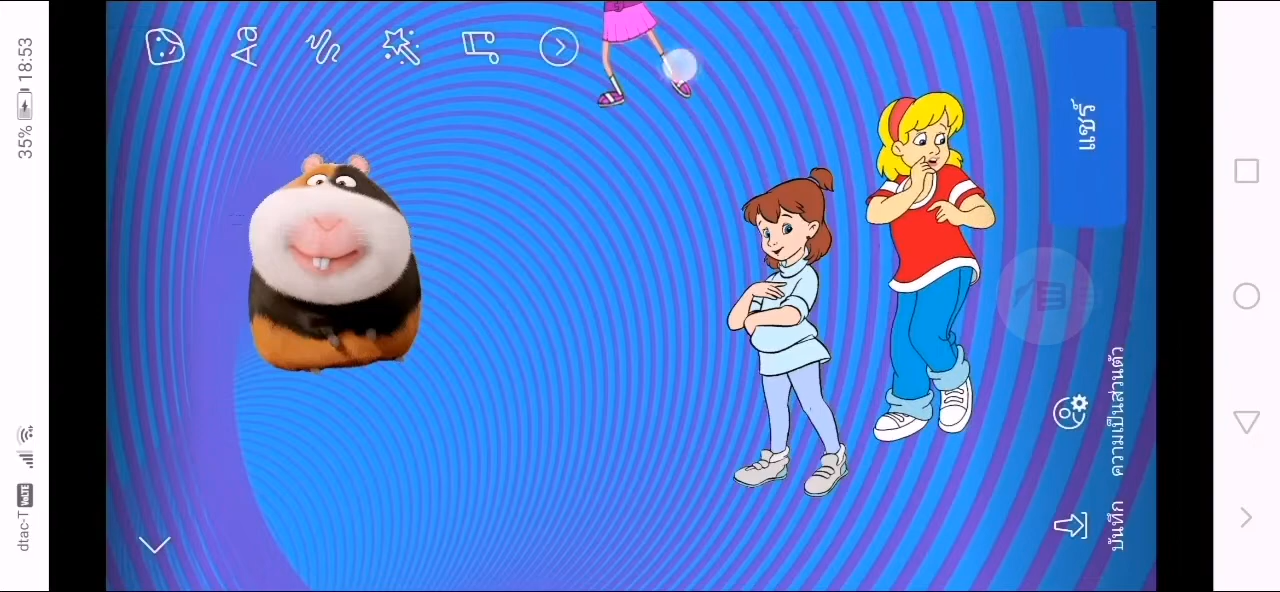 35% 18:53
dtac-T VoLTE
Aa
แชร์
ความเป็นส่วนตัว
บันทึก